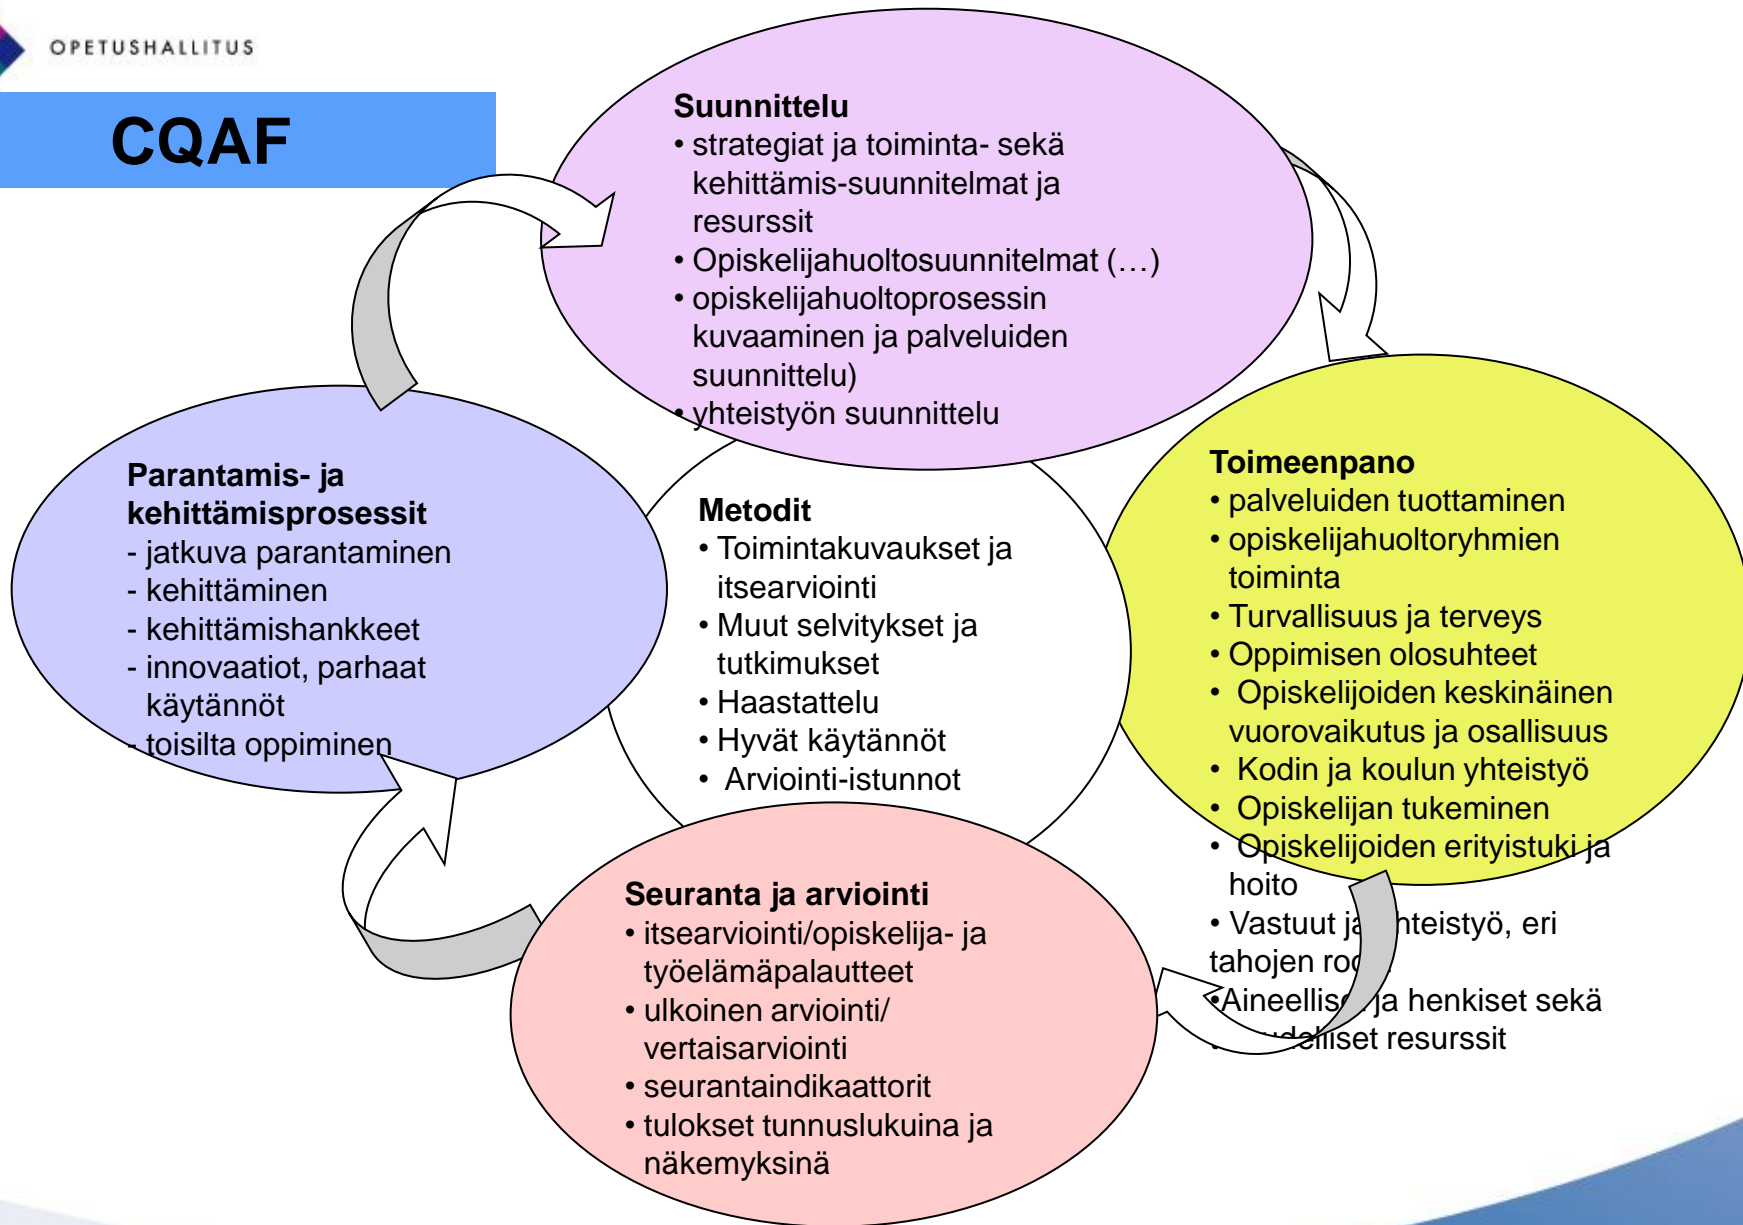 OPETUSHALLITUS
CQAF
Suunnittelu
• strategiat ja toiminta- sekä
kehittämis-suunnitelmat ja
resurssit
• Opiskelijahuoltosuunnitelmat (…)
• opiskelijahuoltoprosessin
kuvaaminen ja palveluiden
suunnittelu)
• yhteistyön suunnittelu
Parantamis- ja
kehittämisprosessit
- jatkuva parantaminen
- kehittäminen
- kehittämishankkeet
- innovaatiot, parhaat
käytännöt
- toisilta oppiminen
Metodit
• Toimintakuvaukset ja
itsearviointi
• Muut selvitykset ja
tutkimukset
• Haastattelu
• Hyvät käytännöt
• Arviointi-istunnot
Toimeenpano
• palveluiden tuottaminen
• opiskelijahuoltoryhmien
toiminta
• Turvallisuus ja terveys
• Oppimisen olosuhteet
• Opiskelijoiden keskinäinen
vuorovaikutus ja osallisuus
• Kodin ja koulun yhteistyö
• Opiskelijan tukeminen
• Opiskelijoiden erityistuki ja
hoito
• Vastuut ja eri
tahojen
• ja henkiset sekä
resurssit
Seuranta ja arviointi
• itsearviointi/opiskelija- ja
työelämäpalautteet
• ulkoinen arviointi/
vertaisarviointi
• seurantaindikaattorit
• tulokset tunnuslukuina ja
näkemyksinä